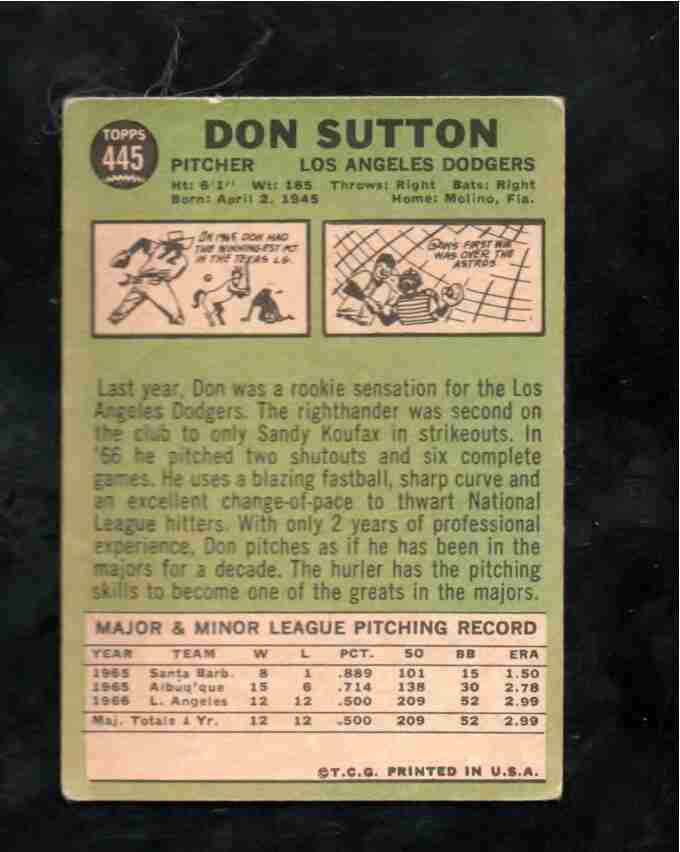 TOPPS
445
DON SUTTON
PITCHER LOS ANGELES DODGERS
Ht: 6'1" Wt: 185 Throws: Right Bats: Right
Born: April 2, 1945 Home: Molino, Fla.
IN 1965 DON HAD
THE WINNING-EST PCT
IN THE TEXAS LG.
DON'S FIRST WIN
WAS OVER THE
ASTROS
Last year, Don was a rookie sensation for the Los
Angeles Dodgers. The righthander was second on
the club to only Sandy Koufax in strikeouts. In
'66 he pitched two shutouts and six complete
games. He uses a blazing fastball, sharp curve and
an excellent change-of-pace to thwart National
League hitters. With only 2 years of professional
experience, Don pitches as if he has been in the
majors for a decade. The hurler has the pitching
skills to become one of the greats in the majors.
MAJOR & MINOR LEAGUE PITCHING RECORD
YEAR TEAM W L PCT. SO BB ERA
1965 Santa Barb. 8 1 .889 101 15 1.50
1965 Albuq'que 15 6 .714 138 30 2.78
1966 L. Angeles 12 12 .500 209 52 2.99
Maj. Totals 1 Yr. 12 12 .500 209 52 2.99
©T.C.G. PRINTED IN U.S.A.